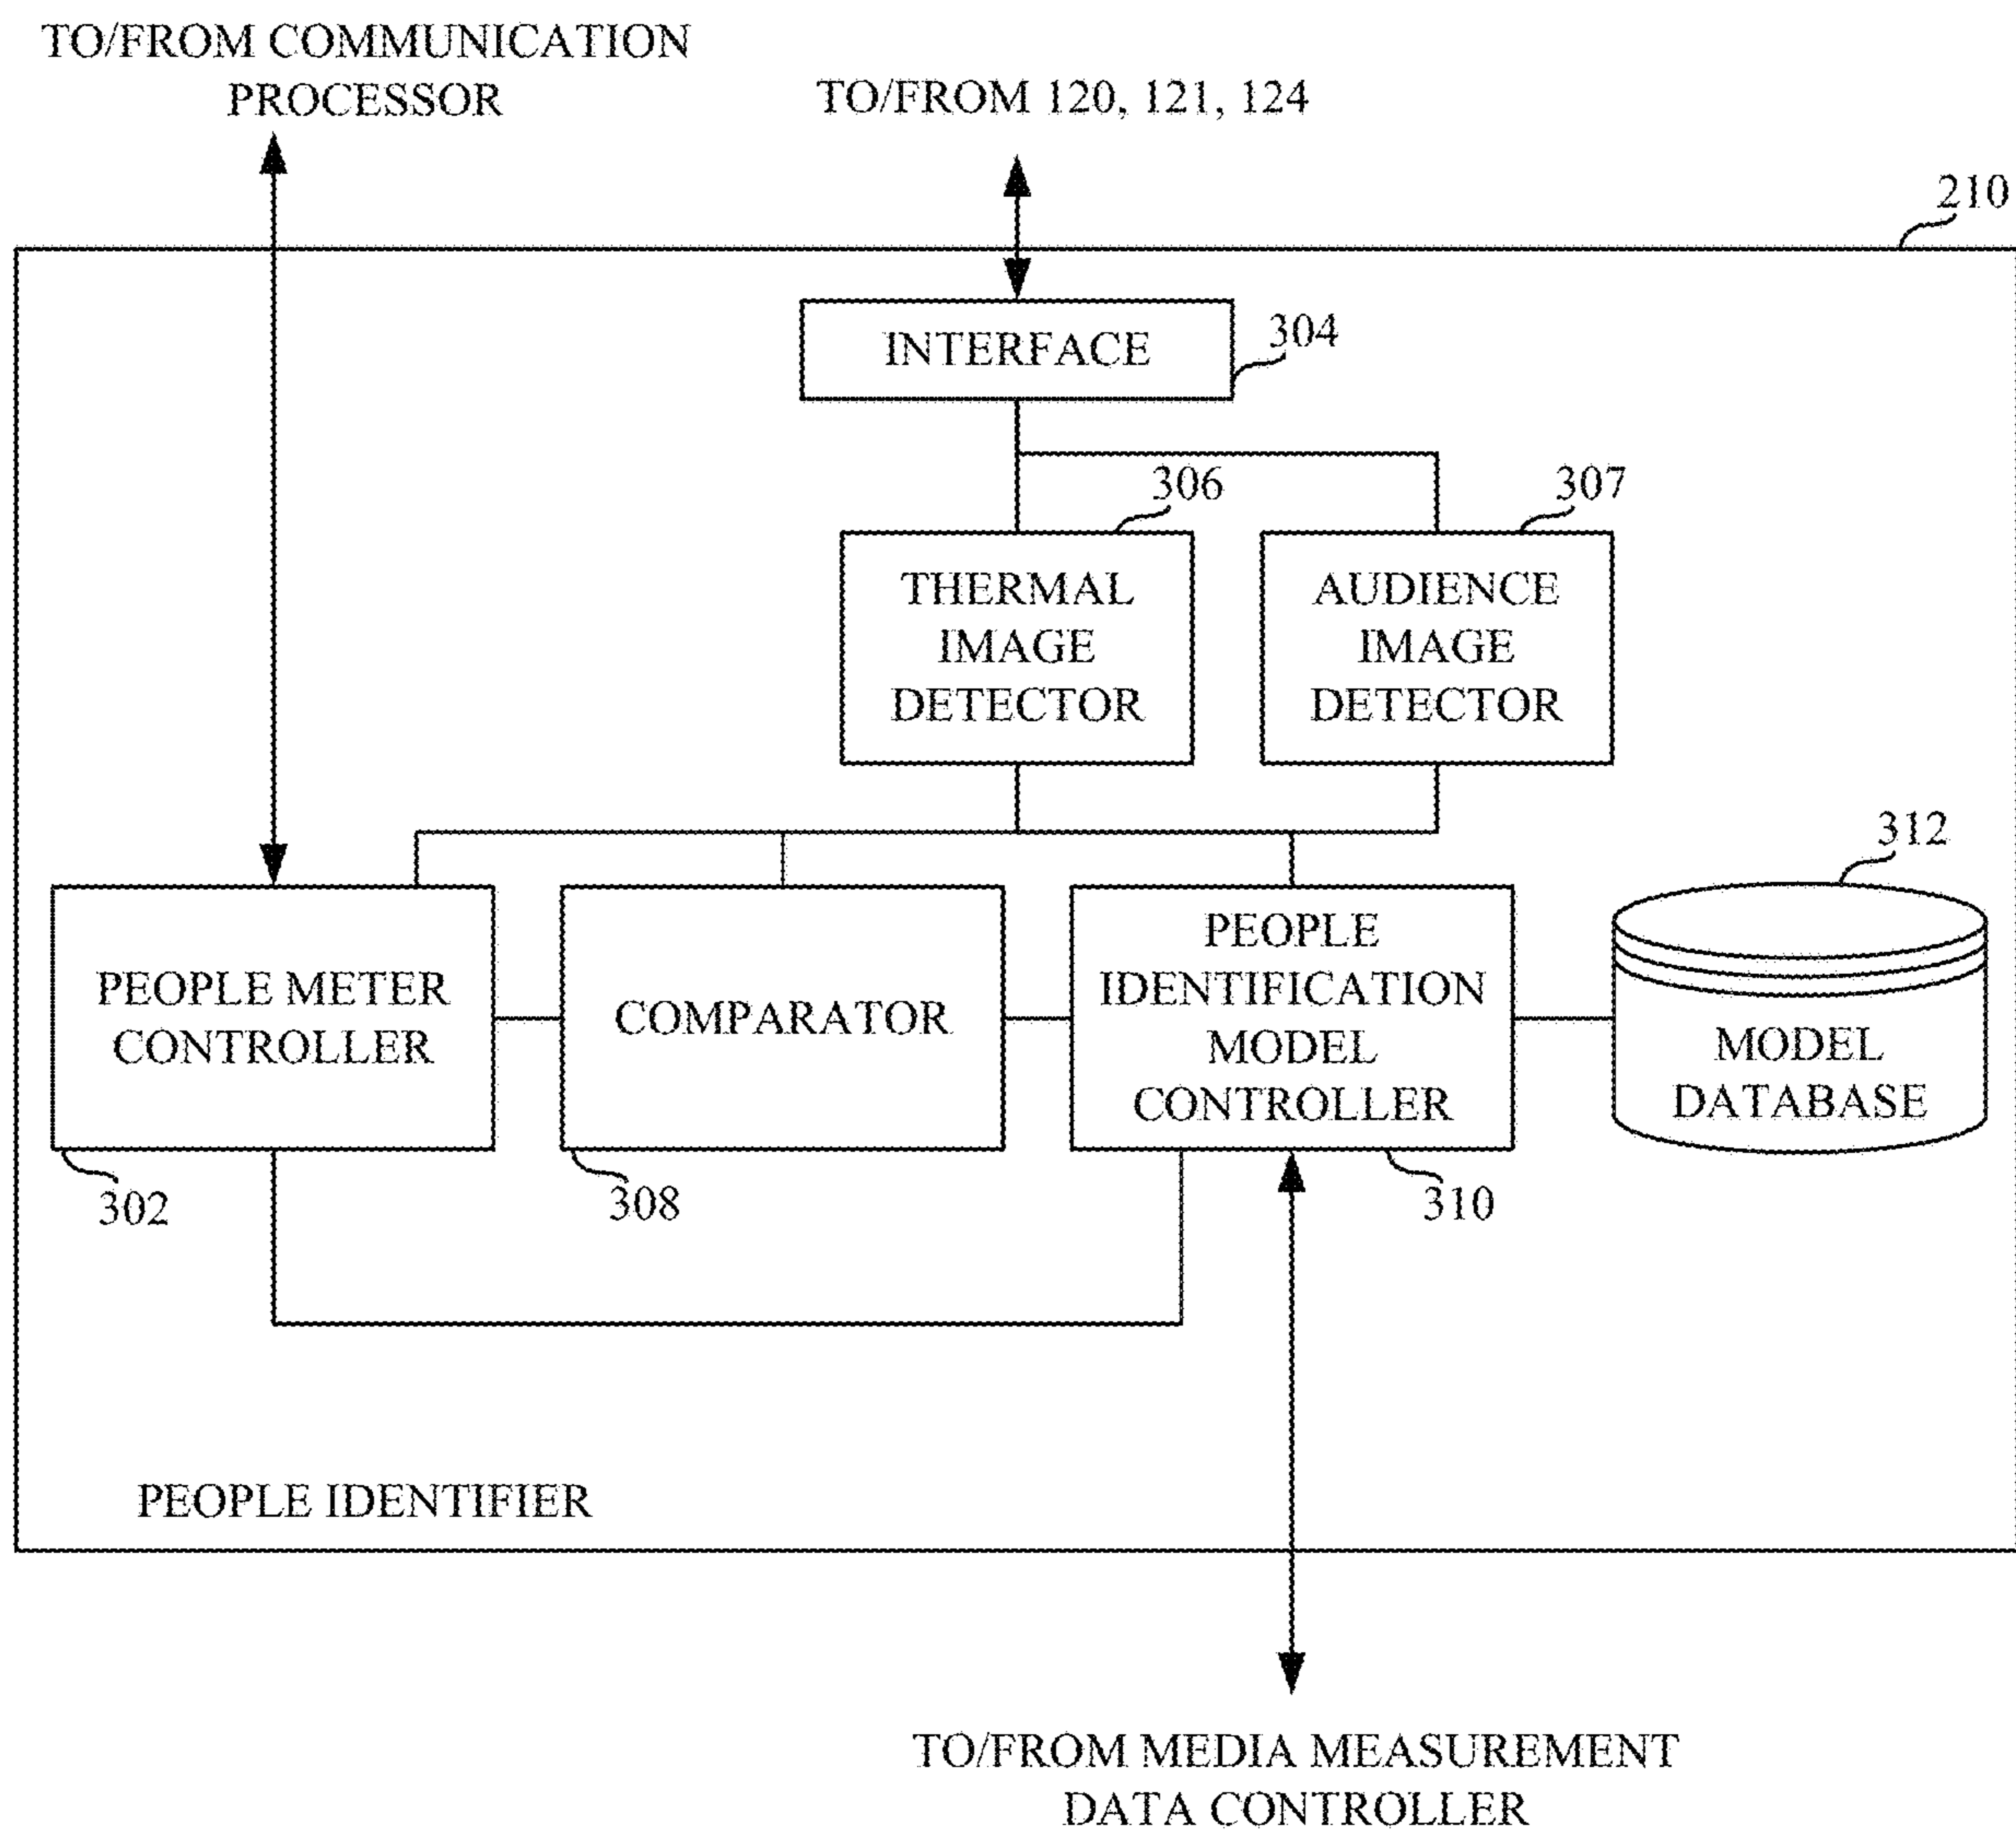 TO/FROM COMMUNICATION
PROCESSOR
TO/FROM 120, 121, 124
210
INTERFACE
304
306
307
THERMAL
IMAGE
DETECTOR
AUDIENCE
IMAGE
DETECTOR
312
PEOPLE METER
CONTROLLER
COMPARATOR
PEOPLE
IDENTIFICATION
MODEL
CONTROLLER
MODEL
DATABASE
302
308
310
PEOPLE IDENTIFIER
TO/FROM MEDIA MEASUREMENT
DATA CONTROLLER